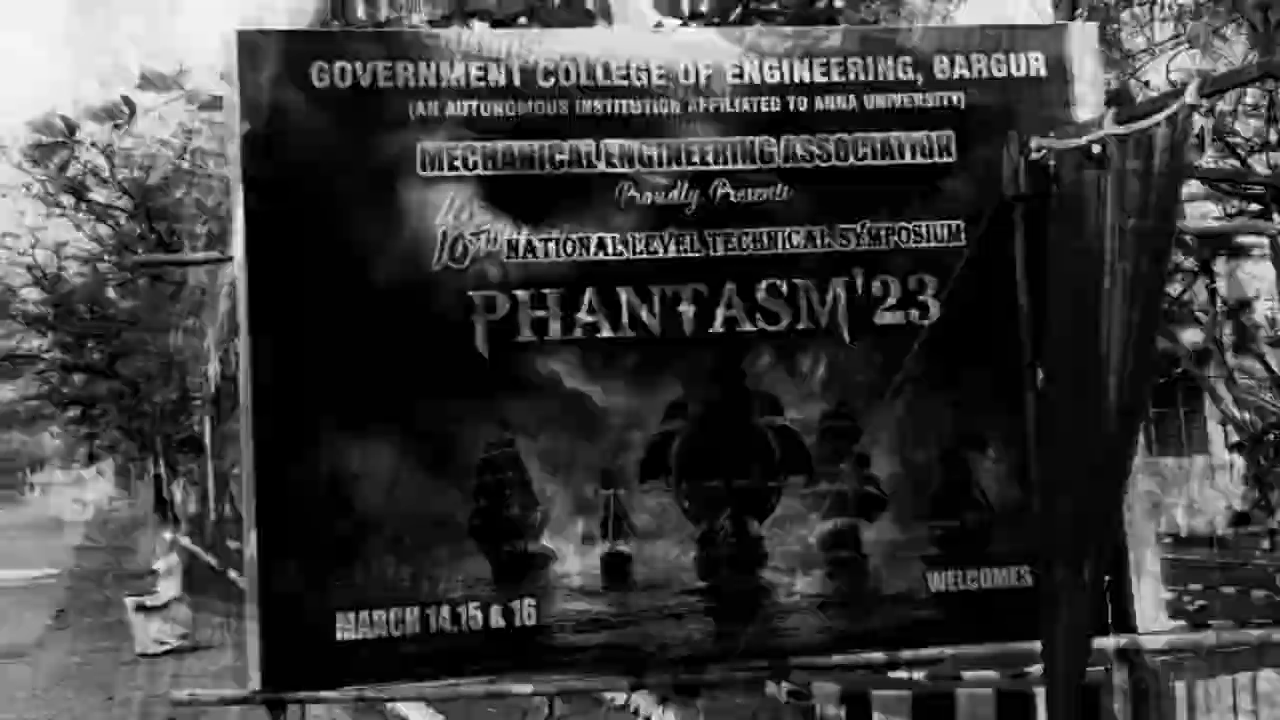 GOVERNMENT COLLEGE OF ENGINEERING, BARGUR
(AN AUTONOMOUS INSTITUTION AFFILIATED TO ANNA UNIVERSITY)
MECHANICAL ENGINEERING ASSOCIATION
Proudly Presents
10TH NATIONAL LEVEL TECHNICAL SYMPOSIUM
PHANTASM'23
WELCOMES
MARCH 14,15 & 16